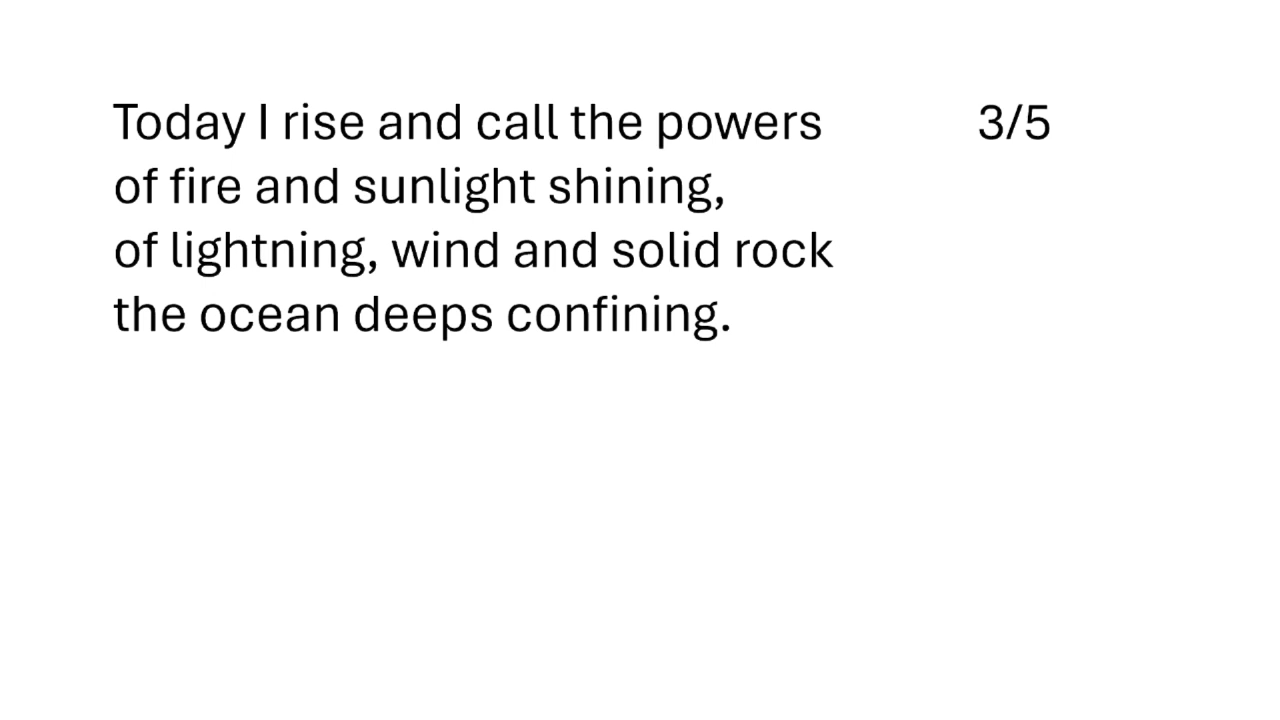 Today I rise and call the powers 3/5
of fire and sunlight shining,
of lightning, wind and solid rock
the ocean deeps confining.